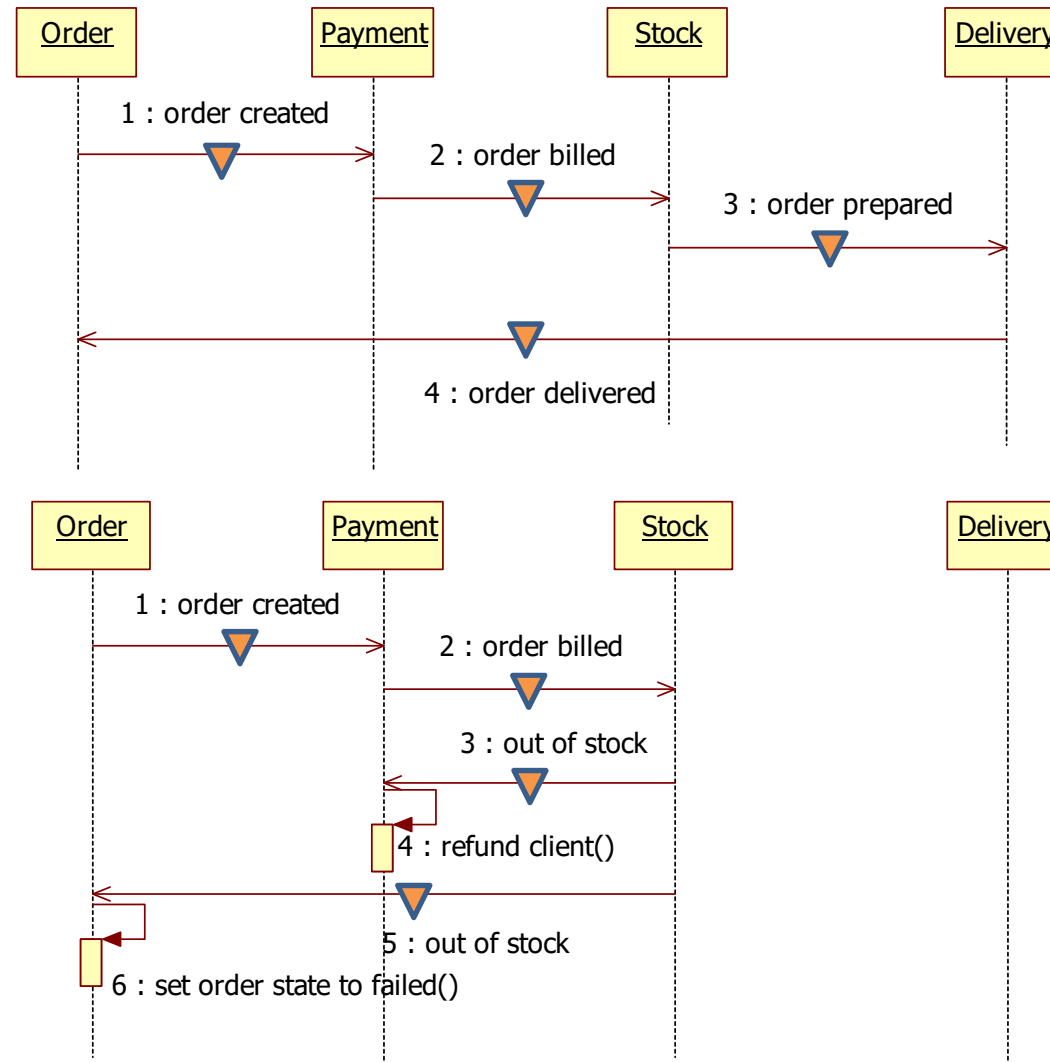 Order
Payment
Stock
Delivery
1 : order created
2 : order billed
3 : order prepared
4 : order delivered
Order
Payment
Stock
Delivery
1 : order created
2 : order billed
3 : out of stock
4 : refund client()
5 : out of stock
6 : set order state to failed()